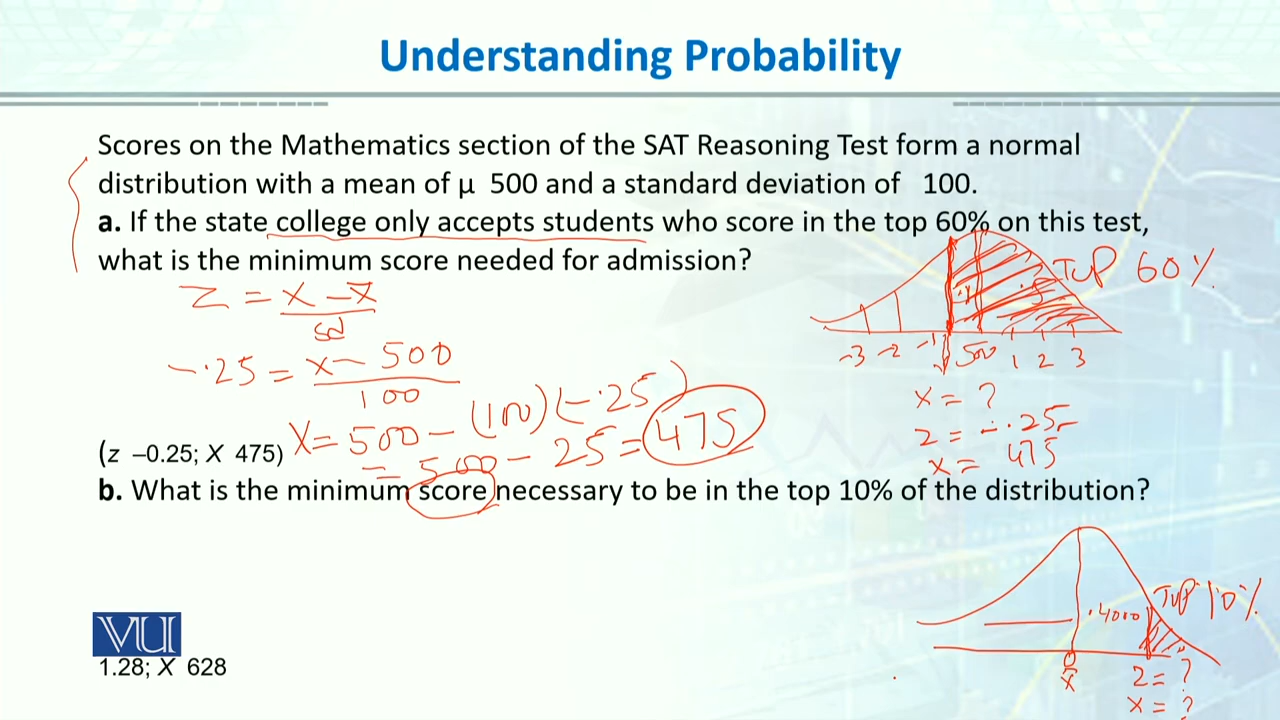 Understanding Probability
Scores on the Mathematics section of the SAT Reasoning Test form a normal
distribution with a mean of μ 500 and a standard deviation of 100.
a. If the state college only accepts students who score in the top 60% on this test,
what is the minimum score needed for admission?
Top 60%
Z = x - x̄
sd
-3 -2 -1 500 1 2 3
-.25 = x - 500
100
x = ?
z = -.25
x = 475
X = 500 - (100)(-.25)
= 500 - 25 = 475
(z –0.25; X 475)
b. What is the minimum score necessary to be in the top 10% of the distribution?
Top 10%
.4000
VU
1.28; X 628
x̄
z = ?
x = ?